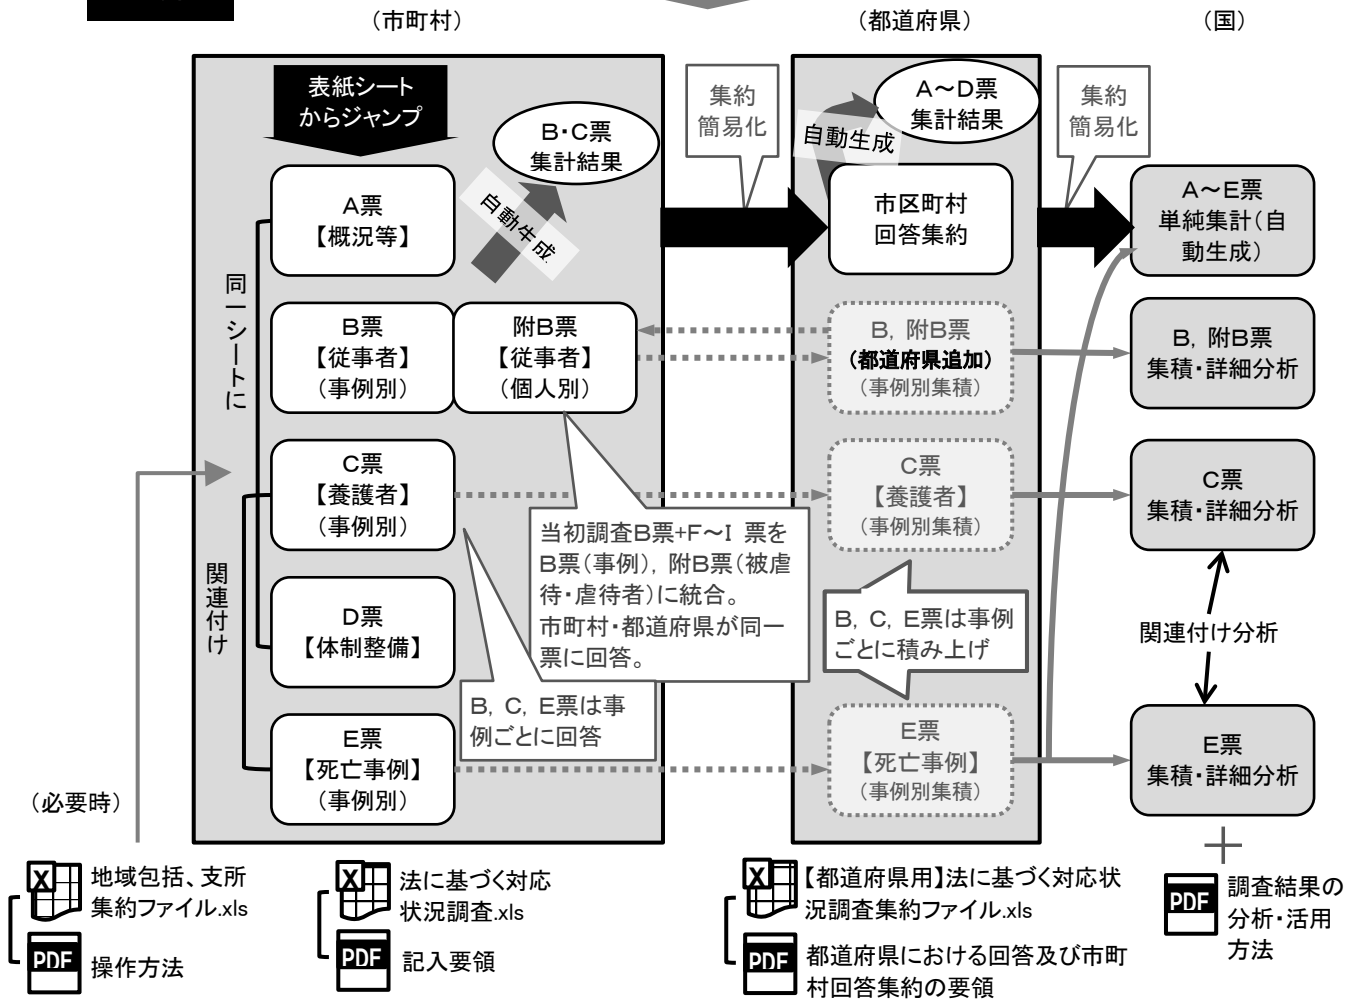 （市町村）
（都道府県）
（国）
表紙シート
からジャンプ
B・C票
集計結果
自動生成
A票
【概況等】
同一シートに
B票
【従事者】
（事例別）
附B票
【従事者】
（個人別）
C票
【養護者】
（事例別）
関連付け
D票
【体制整備】
E票
【死亡事例】
（事例別）
当初調査B票+F～I 票を
B票（事例），附B票（被虐
待・虐待者）に統合。
市町村・都道府県が同一
票に回答。
B，C，E票は事
例ごとに回答
集約
簡易化
A～D票
集計結果
自動生成
市区町村
回答集約
B，附B票
（都道府県追加）
（事例別集積）
C票
【養護者】
（事例別集積）
B，C，E票は事例
ごとに積み上げ
E票
【死亡事例】
（事例別集積）
集約
簡易化
A～E票
単純集計（自
動生成）
B，附B票
集積・詳細分析
C票
集積・詳細分析
関連付け分析
E票
集積・詳細分析
（必要時）
X
地域包括、支所
集約ファイル.xls
PDF
操作方法
X
法に基づく対応
状況調査.xls
PDF
記入要領
X
【都道府県用】法に基づく対応状
況調査集約ファイル.xls
PDF
都道府県における回答及び市町
村回答集約の要領
＋
PDF
調査結果の
分析・活用
方法